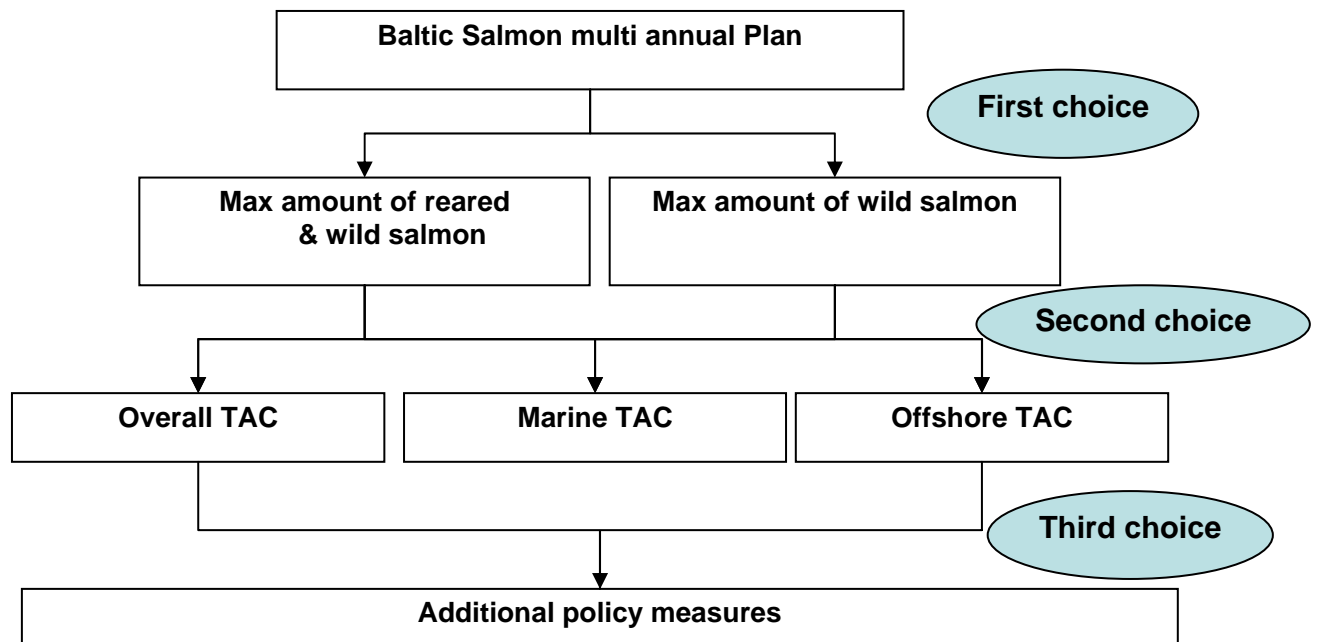 Baltic Salmon multi annual Plan
First choice
Max amount of reared
& wild salmon
Max amount of wild salmon
Second choice
Overall TAC
Marine TAC
Offshore TAC
Third choice
Additional policy measures